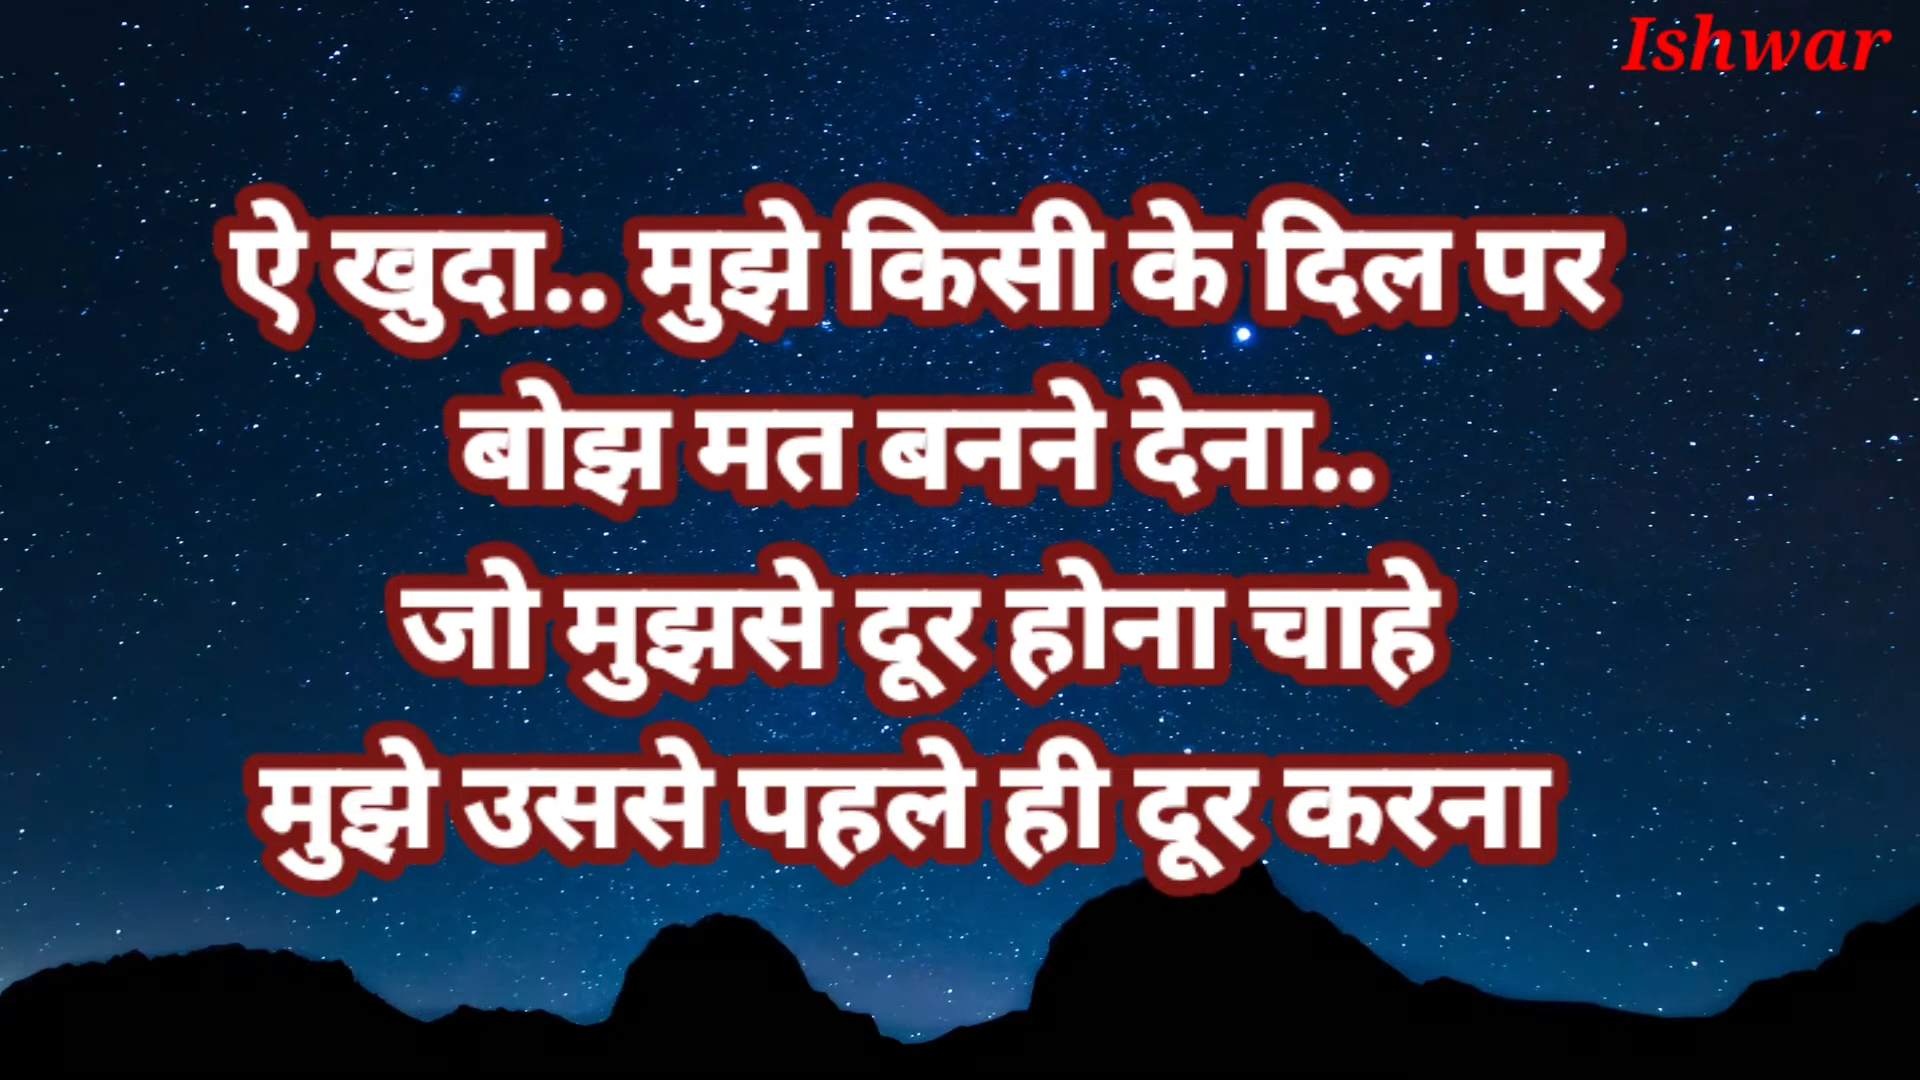 Ishwar
ऐ खुदा.. मुझे किसी के दिल पर
बोझ मत बनने देना..
जो मुझसे दूर होना चाहे
मुझे उससे पहले ही दूर करना